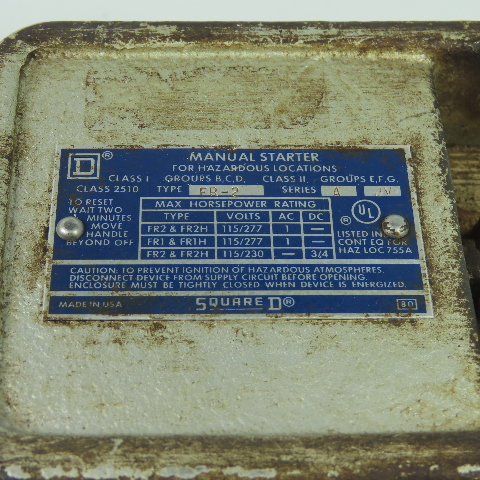 D®
MANUAL STARTER
FOR HAZARDOUS LOCATIONS
CLASS I GROUPS B,C,D, CLASS II GROUPS E,F,G.
CLASS 2510 TYPE FR-2 SERIES A
TO RESET
WAIT TWO
MINUTES
MOVE
HANDLE
BEYOND OFF
MAX HORSEPOWER RATING
TYPE VOLTS AC DC
FR2 & FR2H 115/277 1 —
FR1 & FR1H 115/277 1 —
FR2 & FR2H 115/230 — 3/4
® UL
LISTED IND.
CONT EQ FOR
HAZ LOC 755A
CAUTION: TO PREVENT IGNITION OF HAZARDOUS ATMOSPHERES.
DISCONNECT DEVICE FROM SUPPLY CIRCUIT BEFORE OPENING.
ENCLOSURE MUST BE TIGHTLY CLOSED WHEN DEVICE IS ENERGIZED.
MADE IN USA SQUARE D® 80